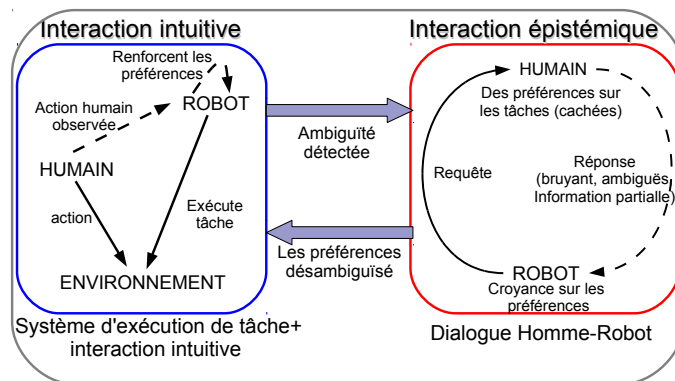 Interaction intuitive
Renforcent les
préférences
Action humain
observée
ROBOT
HUMAIN
action
Exécute
tâche
ENVIRONNEMENT
Système d'exécution de tâche+
interaction intuitive
Ambiguïté
détectée
Les préférences
désambiguïsé
Interaction épistémique
HUMAIN
Des préférences sur
les tâches (cachées)
Requête
Réponse
(bruyant, ambiguës
Information partialle)
ROBOT
Croyance sur les
préférences
Dialogue Homme-Robot